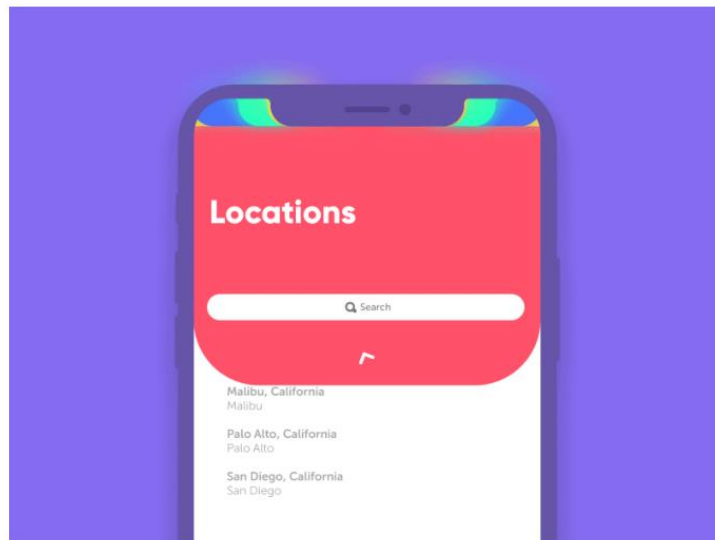 Locations
Search
Malibu, California
Malibu
Palo Alto, California
Palo Alto
San Diego, California
San Diego